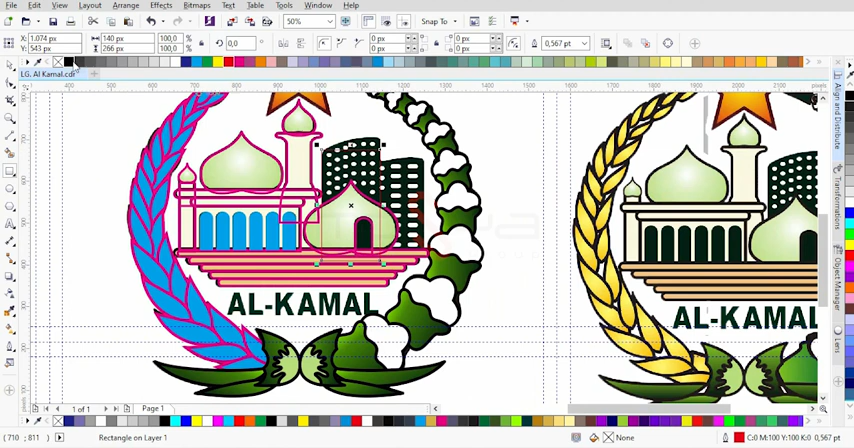 File Edit View Layout Arrange Effects Bitmaps Text Table Tools Window Help
50% Snap To
X: 1.074 px
Y: 543 px
140 px
266 px
100,0 %
100,0 %
0,0
0 px
0 px
0 px
0 px
0,567 pt
LG. Al Kamal.cdr
400 500 600 700 800 900 1000 1100 1200 1300 1400 1500 1600 1700 1800 1900 2000 2100 pixels
AL-KAMAL
AL-KAMAL
Align and Distribute
Transformations
Object Manager
Lens
1 of 1 Page 1
(710 ; 811 ) Rectangle on Layer 1 None C:0 M:100 Y:100 K:0 0,567 pt